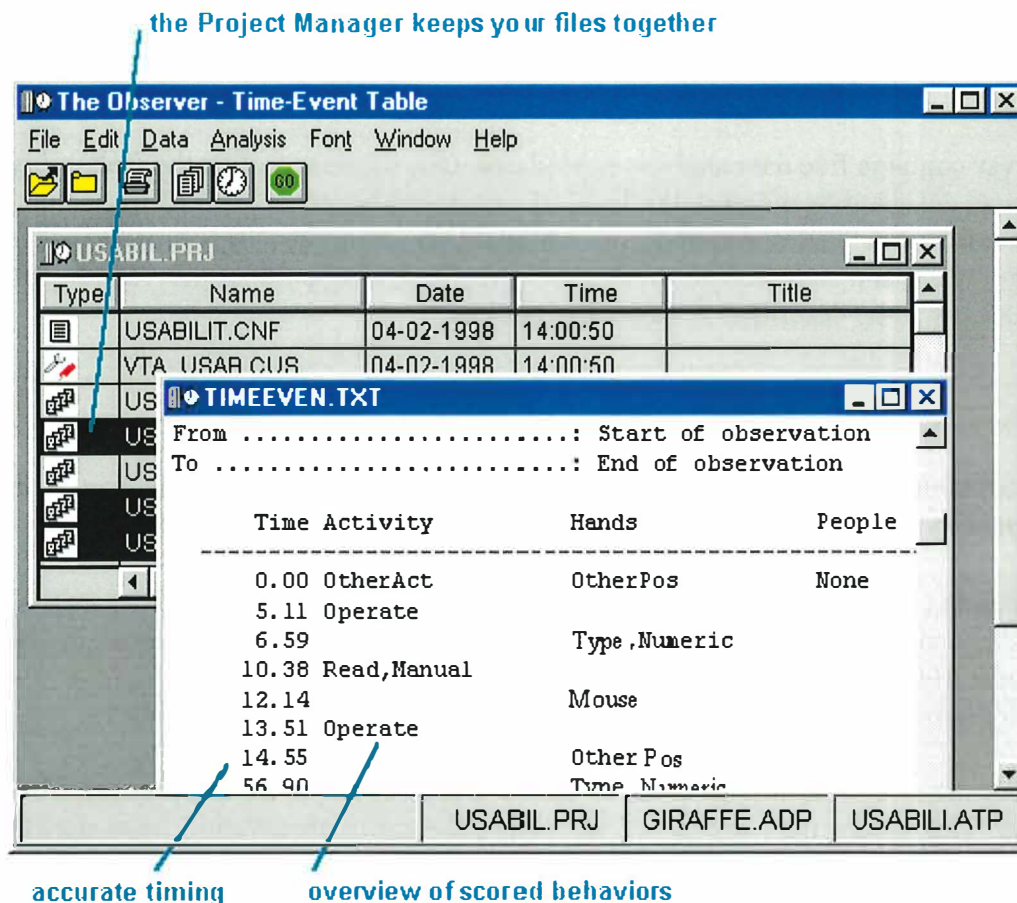 the Project Manager keeps your files together
The Observer - Time-Event Table
File Edit Data Analysis Font Window Help
GO
USABIL.PRJ
Type Name Date Time Title
USABILIT.CNF 04-02-1998 14:00:50
VTA_USAB.CUS 04-02-1998 14:00:50
US
US
US
US
US
TIMEEVEN.TXT
From .........................: Start of observation
To ...........................: End of observation
Time Activity Hands People
0.00 OtherAct OtherPos None
5.11 Operate
6.59 Type,Numeric
10.38 Read,Manual
12.14 Mouse
13.51 Operate
14.55 OtherPos
56.90 Type,Numeric
USABIL.PRJ GIRAFFE.ADP USABILI.ATP
accurate timing overview of scored behaviors